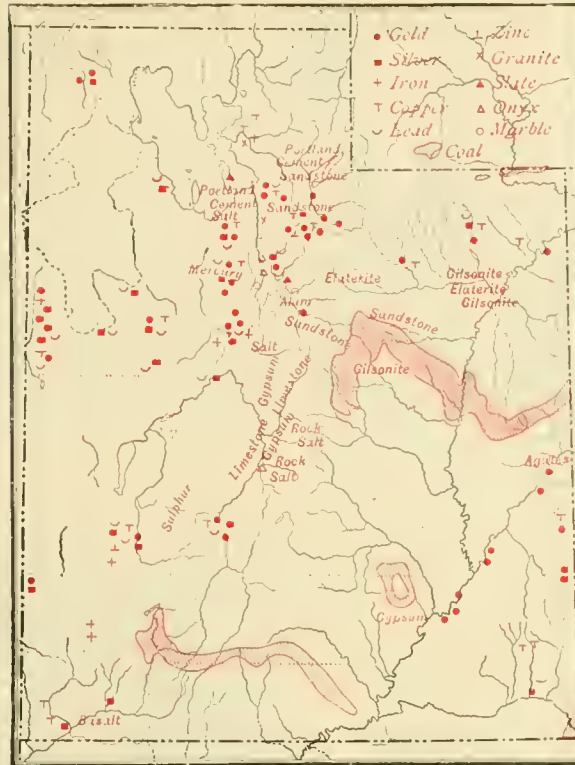 Gold
Zinc
Silver
Granite
Iron
Slate
Copper
Onyx
Lead
Marble
Coal
Portland
Cement
Sandstone
Portland
Cement
Salt
Sandstone
Mercury
Elaterite
Gilsonite
Elaterite
Gilsonite
Alum
Sandstone
Sandstone
Salt
Gilsonite
Gypsum
Limestone
Limestone
Gypsum
Rock
Salt
Rock
Salt
Agates
Sulphur
Gypsum
Basalt